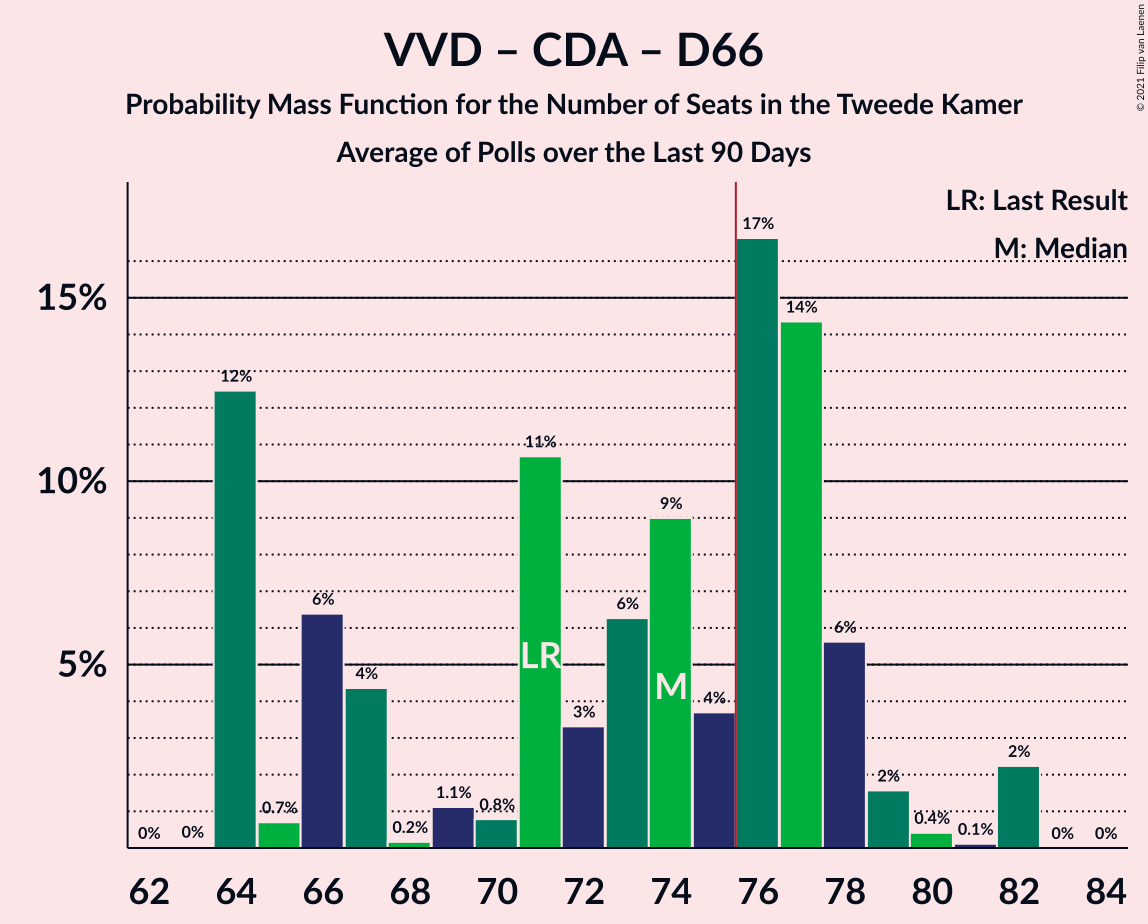 VVD – CDA – D66
Probability Mass Function for the Number of Seats in the Tweede Kamer
Average of Polls over the Last 90 Days
© 2021 Filip van Laenen
LR: Last Result
M: Median
15%
10%
5%
0%
0%
12%
0.7%
6%
4%
0.2%
1.1%
0.8%
11%
3%
6%
9%
4%
17%
14%
6%
2%
0.4%
0.1%
2%
0%
0%
LR
M
62 64 66 68 70 72 74 76 78 80 82 84